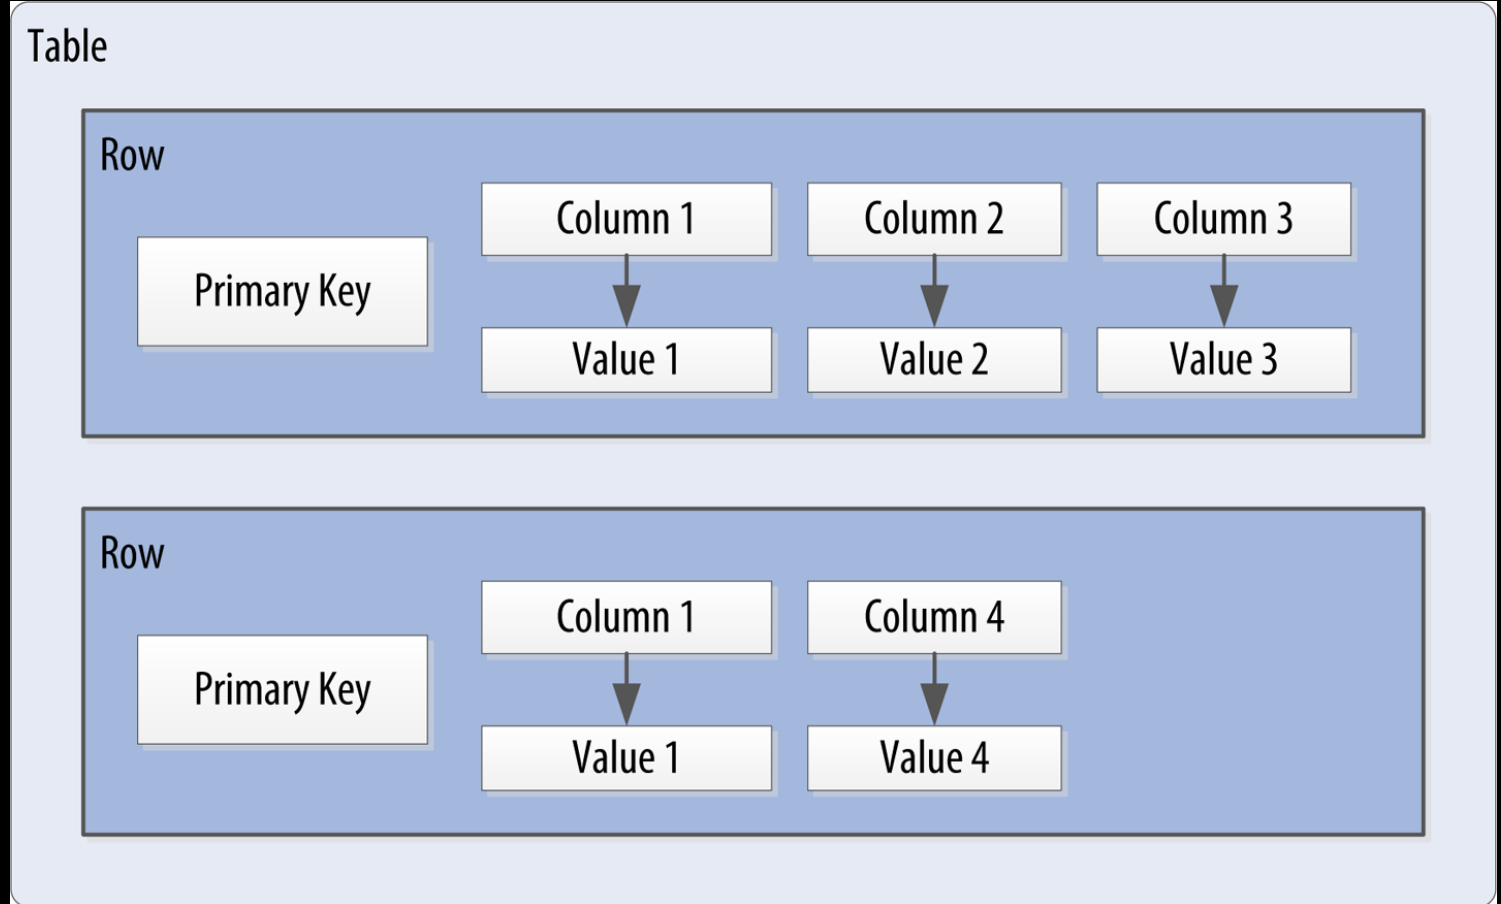 Table
Row
Column 1
Column 2
Column 3
Primary Key
Value 1
Value 2
Value 3
Row
Column 1
Column 4
Primary Key
Value 1
Value 4